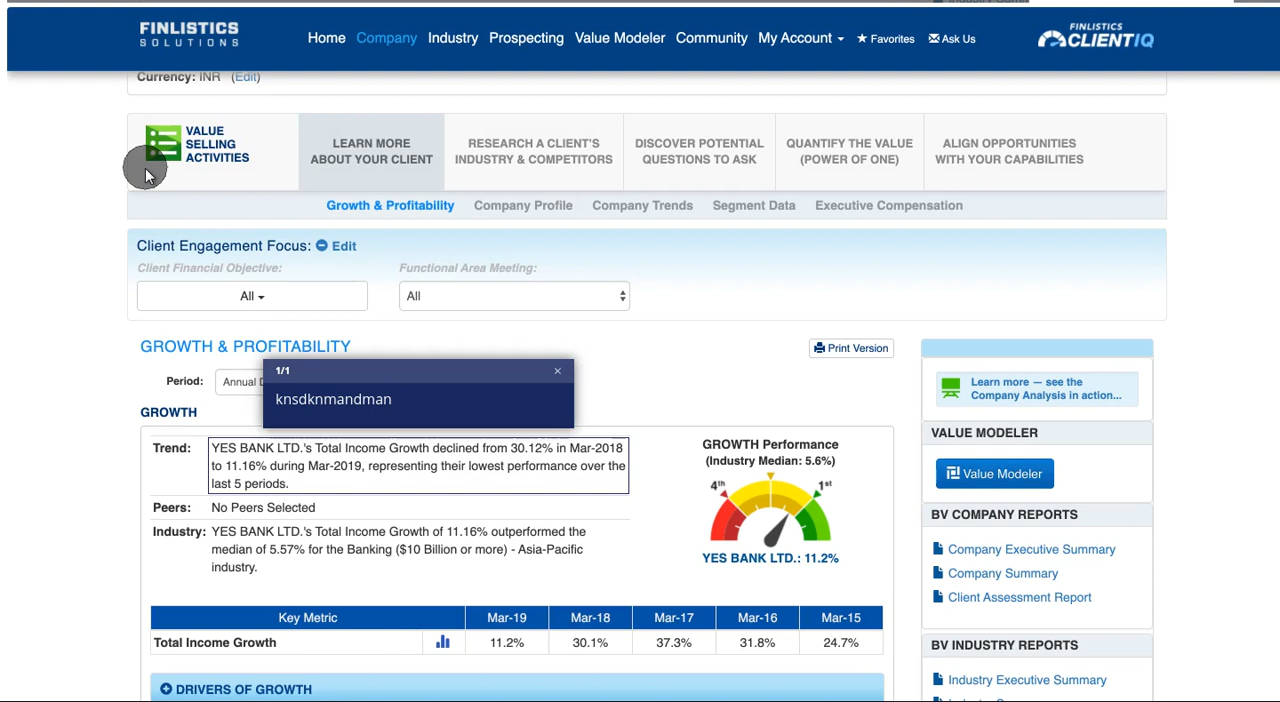 FINLISTICS
SOLUTIONS
Home Company Industry Prospecting Value Modeler Community My Account Favorites Ask Us
FINLISTICS
CLIENTIQ
Currency: INR (Edit)
VALUE
SELLING
ACTIVITIES
LEARN MORE
ABOUT YOUR CLIENT
RESEARCH A CLIENT'S
INDUSTRY & COMPETITORS
DISCOVER POTENTIAL
QUESTIONS TO ASK
QUANTIFY THE VALUE
(POWER OF ONE)
ALIGN OPPORTUNITIES
WITH YOUR CAPABILITIES
Growth & Profitability Company Profile Company Trends Segment Data Executive Compensation
Client Engagement Focus: Edit
Client Financial Objective: Functional Area Meeting:
All All
GROWTH & PROFITABILITY
Print Version
Period: Annual
1/1 ×
knsdknmandman
GROWTH
Trend: YES BANK LTD.'s Total Income Growth declined from 30.12% in Mar-2018
to 11.16% during Mar-2019, representing their lowest performance over the
last 5 periods.
Peers: No Peers Selected
Industry: YES BANK LTD.'s Total Income Growth of 11.16% outperformed the
median of 5.57% for the Banking ($10 Billion or more) - Asia-Pacific
industry.
GROWTH Performance
(Industry Median: 5.6%)
4th 1st
YES BANK LTD.: 11.2%
Key Metric Mar-19 Mar-18 Mar-17 Mar-16 Mar-15
Total Income Growth 11.2% 30.1% 37.3% 31.8% 24.7%
DRIVERS OF GROWTH
Learn more — see the
Company Analysis in action...
VALUE MODELER
Value Modeler
BV COMPANY REPORTS
Company Executive Summary
Company Summary
Client Assessment Report
BV INDUSTRY REPORTS
Industry Executive Summary